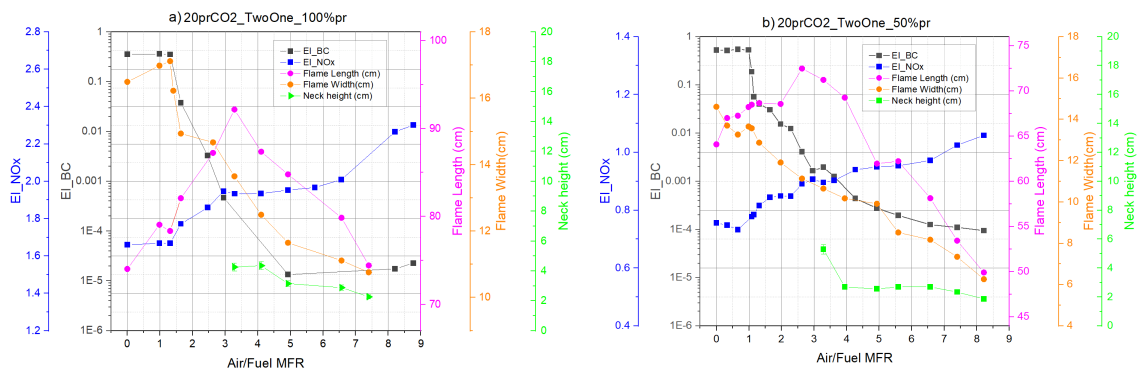 a) 20prCO2_TwoOne_100%pr
EI_BC
EI_NOx
Flame Length (cm)
Flame Width(cm)
Neck height(cm)
2.8
2.6
2.4
2.2
2.0
1.8
1.6
1.4
1.2
EI_NOx
1
0.1
0.01
0.001
1E-4
1E-5
1E-6
EI_BC
0 1 2 3 4 5 6 7 8 9
Air/Fuel MFR
100
90
80
70
Flame Length (cm)
18
16
14
12
10
Flame Width(cm)
20
18
16
14
12
10
8
6
4
2
0
Neck height (cm)
b) 20prCO2_TwoOne_50%pr
EI_BC
EI_NOx
Flame Length (cm)
Flame Width(cm)
Neck height(cm)
1.4
1.2
1.0
0.8
0.6
0.4
EI_NOx
1
0.1
0.01
0.001
1E-4
1E-5
1E-6
EI_BC
0 1 2 3 4 5 6 7 8 9
Air/Fuel MFR
75
70
65
60
55
50
45
Flame Length (cm)
18
16
14
12
10
8
6
4
Flame Width(cm)
20
18
16
14
12
10
8
6
4
2
0
Neck height (cm)